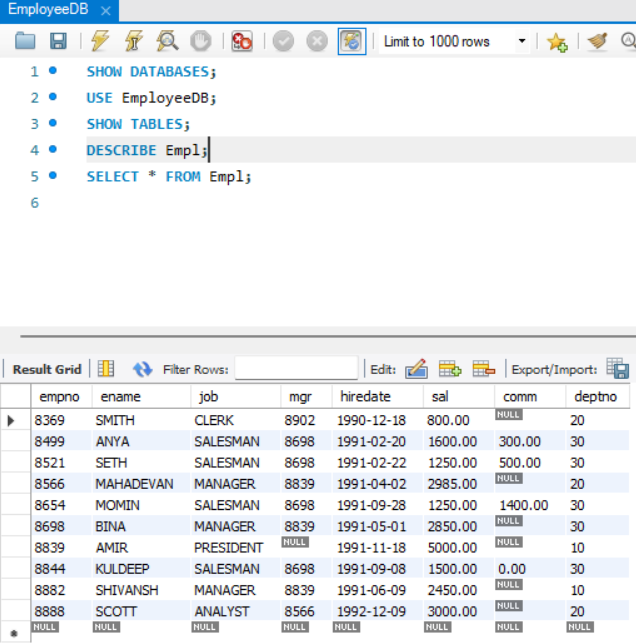 EmployeeDB ×
Limit to 1000 rows
1 SHOW DATABASES;
2 USE EmployeeDB;
3 SHOW TABLES;
4 DESCRIBE Empl;
5 SELECT * FROM Empl;
6
Result Grid Filter Rows: Edit: Export/Import:
empno ename job mgr hiredate sal comm deptno
8369 SMITH CLERK 8902 1990-12-18 800.00 NULL 20
8499 ANYA SALESMAN 8698 1991-02-20 1600.00 300.00 30
8521 SETH SALESMAN 8698 1991-02-22 1250.00 500.00 30
8566 MAHADEVAN MANAGER 8839 1991-04-02 2985.00 NULL 20
8654 MOMIN SALESMAN 8698 1991-09-28 1250.00 1400.00 30
8698 BINA MANAGER 8839 1991-05-01 2850.00 NULL 30
8839 AMIR PRESIDENT NULL 1991-11-18 5000.00 NULL 10
8844 KULDEEP SALESMAN 8698 1991-09-08 1500.00 0.00 30
8882 SHIVANSH MANAGER 8839 1991-06-09 2450.00 NULL 10
8888 SCOTT ANALYST 8566 1992-12-09 3000.00 NULL 20
NULL NULL NULL NULL NULL NULL NULL NULL